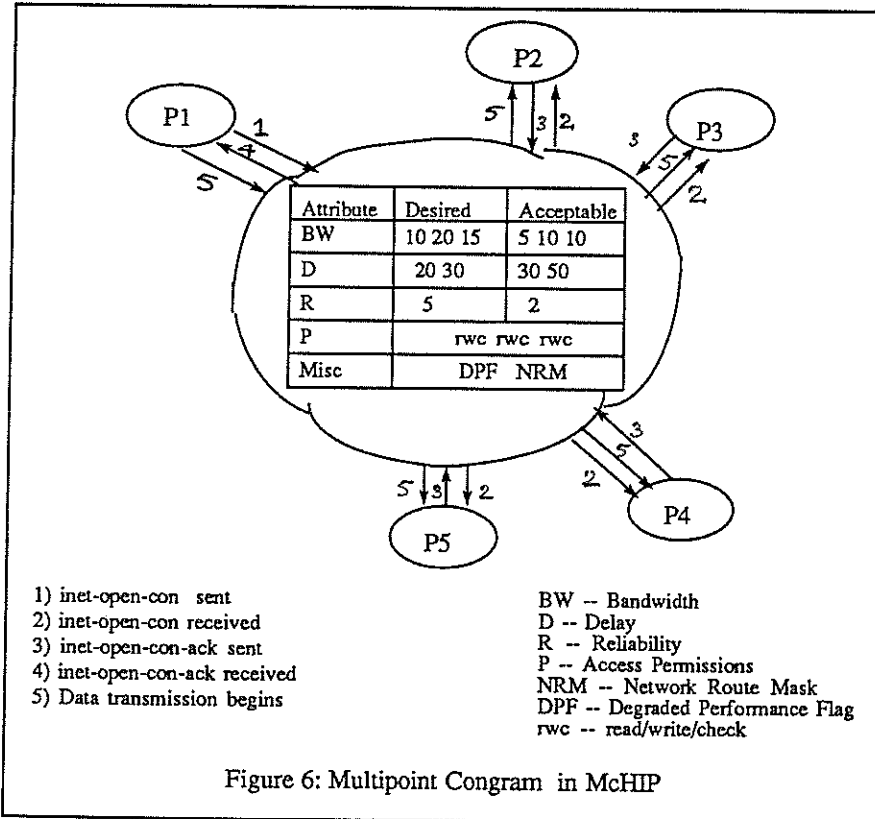 P2
P1
P3
1
4
5
5
3
2
3
5
2
Attribute Desired Acceptable
BW 10 20 15 5 10 10
D 20 30 30 50
R 5 2
P rwc rwc rwc
Misc DPF NRM
3
5
2
5
3
2
P4
P5
1) inet-open-con sent
2) inet-open-con received
3) inet-open-con-ack sent
4) inet-open-con-ack received
5) Data transmission begins
BW -- Bandwidth
D -- Delay
R -- Reliability
P -- Access Permissions
NRM -- Network Route Mask
DPF -- Degraded Performance Flag
rwc -- read/write/check
Figure 6: Multipoint Congram in McHIP